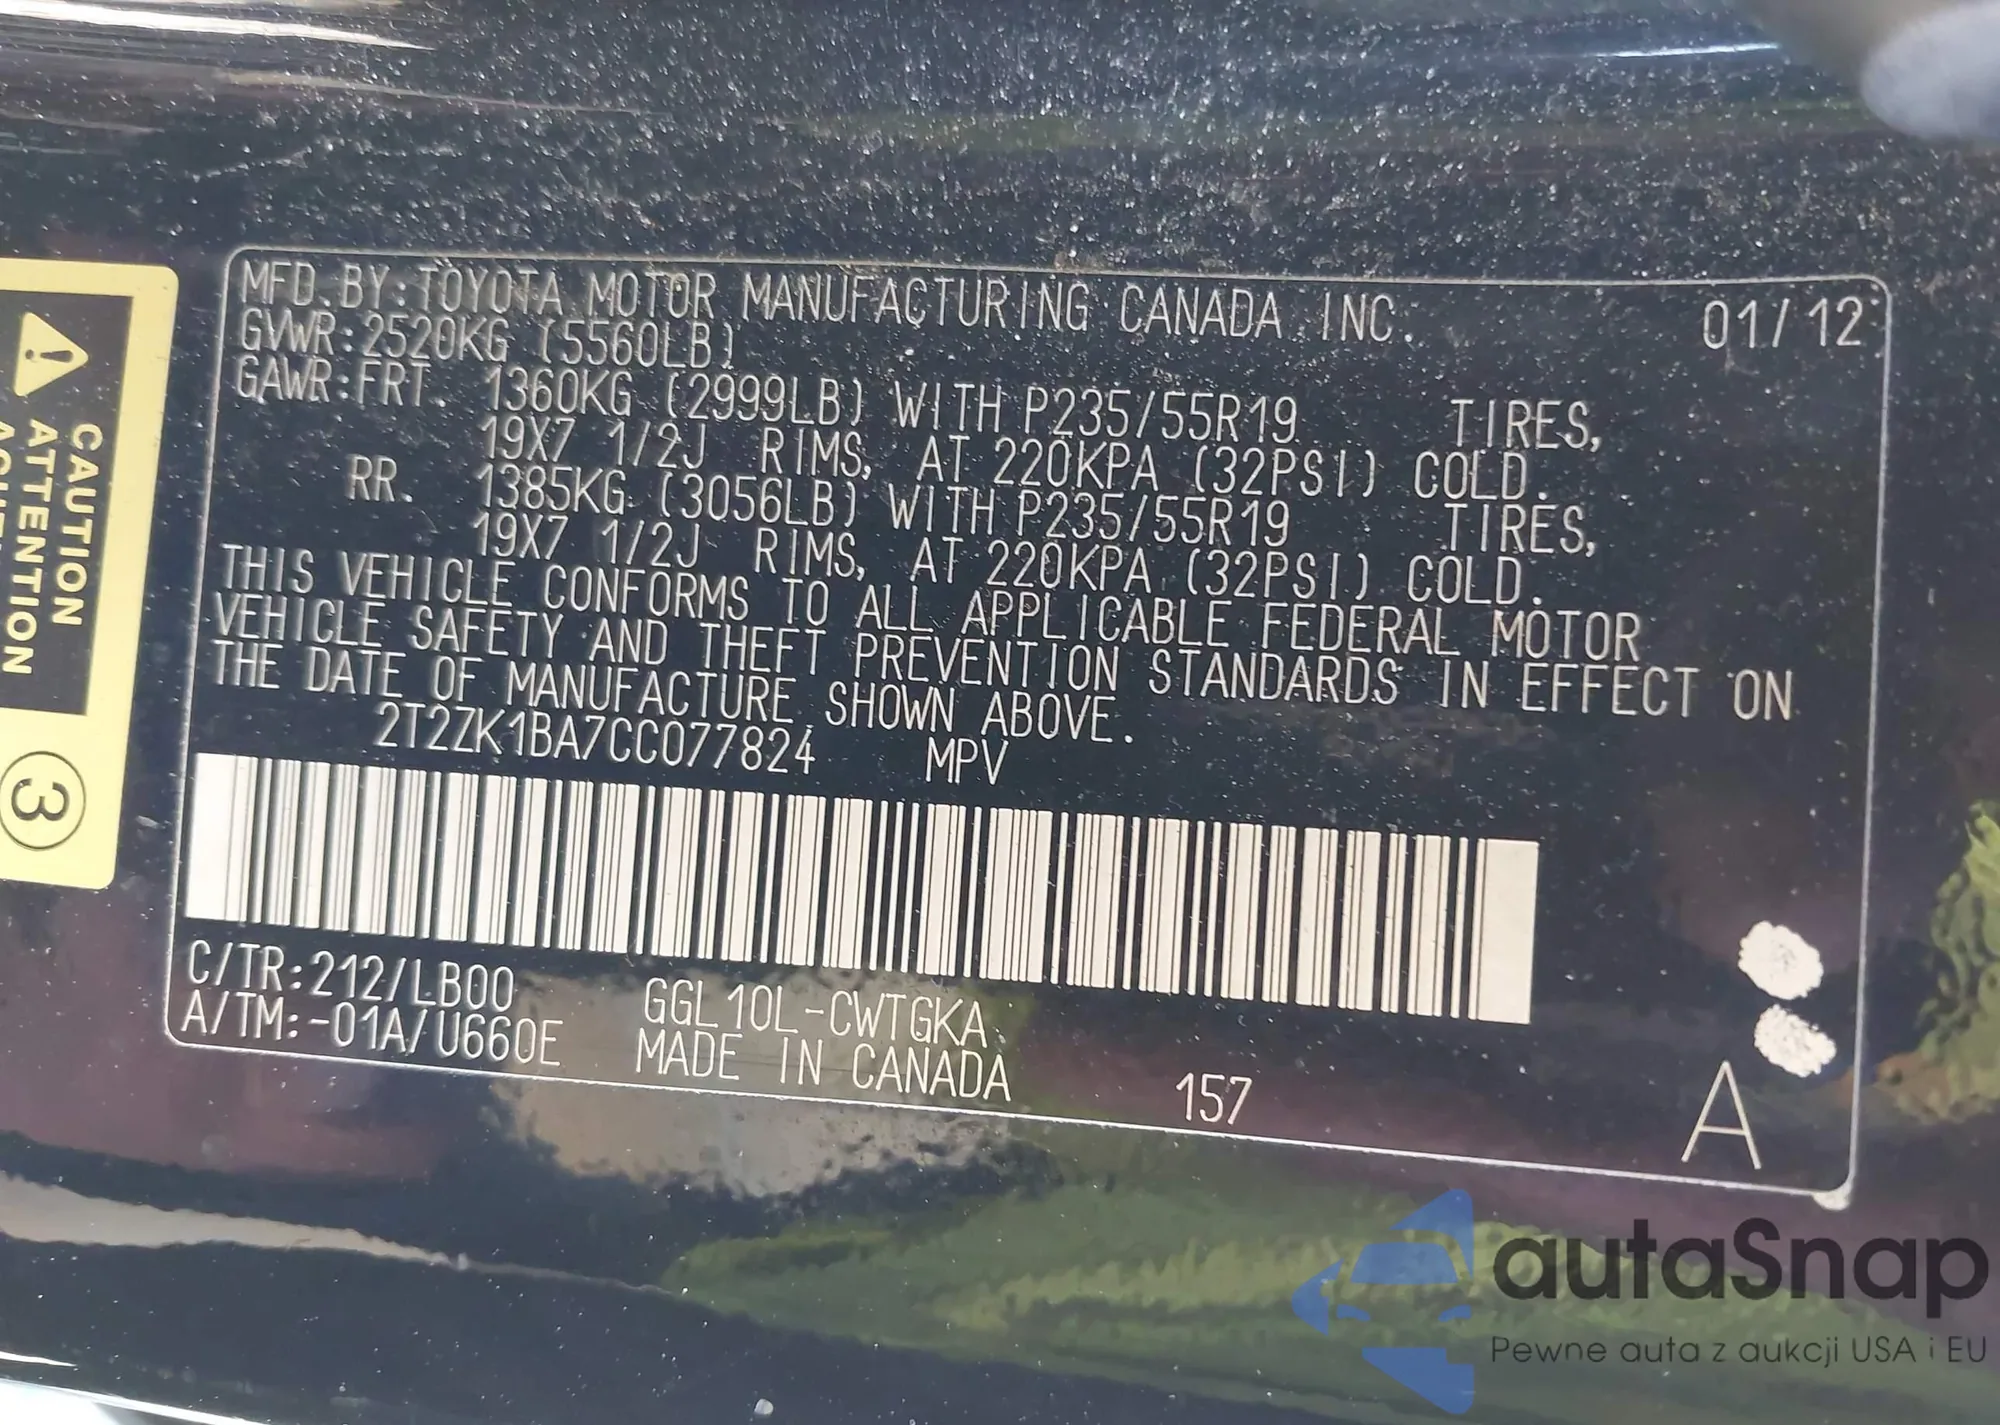 MFD. BY: TOYOTA MOTOR MANUFACTURING CANADA INC. 01/12
GVWR: 2520KG (5560LB)
GAWR: FRT. 1360KG (2999LB) WITH P235/55R19 TIRES,
19X7 1/2J RIMS, AT 220KPA (32PSI) COLD.
RR. 1385KG (3056LB) WITH P235/55R19 TIRES,
19X7 1/2J RIMS, AT 220KPA (32PSI) COLD.
THIS VEHICLE CONFORMS TO ALL APPLICABLE FEDERAL MOTOR
VEHICLE SAFETY AND THEFT PREVENTION STANDARDS IN EFFECT ON
THE DATE OF MANUFACTURE SHOWN ABOVE.
2T2ZK1BA7CC077824 MPV
C/TR: 212/LB00 GGL10L-CWTGKA
A/TM: -01A/U660E MADE IN CANADA 157 A
CAUTION
ATTENTION
3
autaSnap
Pewne auta z aukcji USA i EU